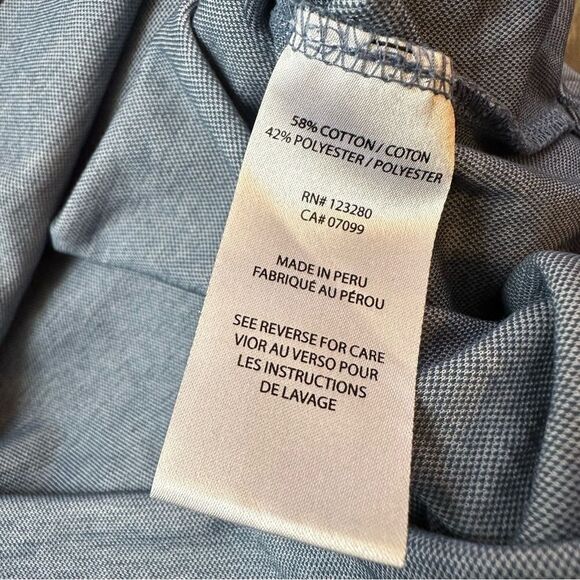 58% COTTON / COTON
42% POLYESTER / POLYESTER
RN# 123280
CA# 07099
MADE IN PERU
FABRIQUÉ AU PÉROU
SEE REVERSE FOR CARE
VIOR AU VERSO POUR
LES INSTRUCTIONS
DE LAVAGE